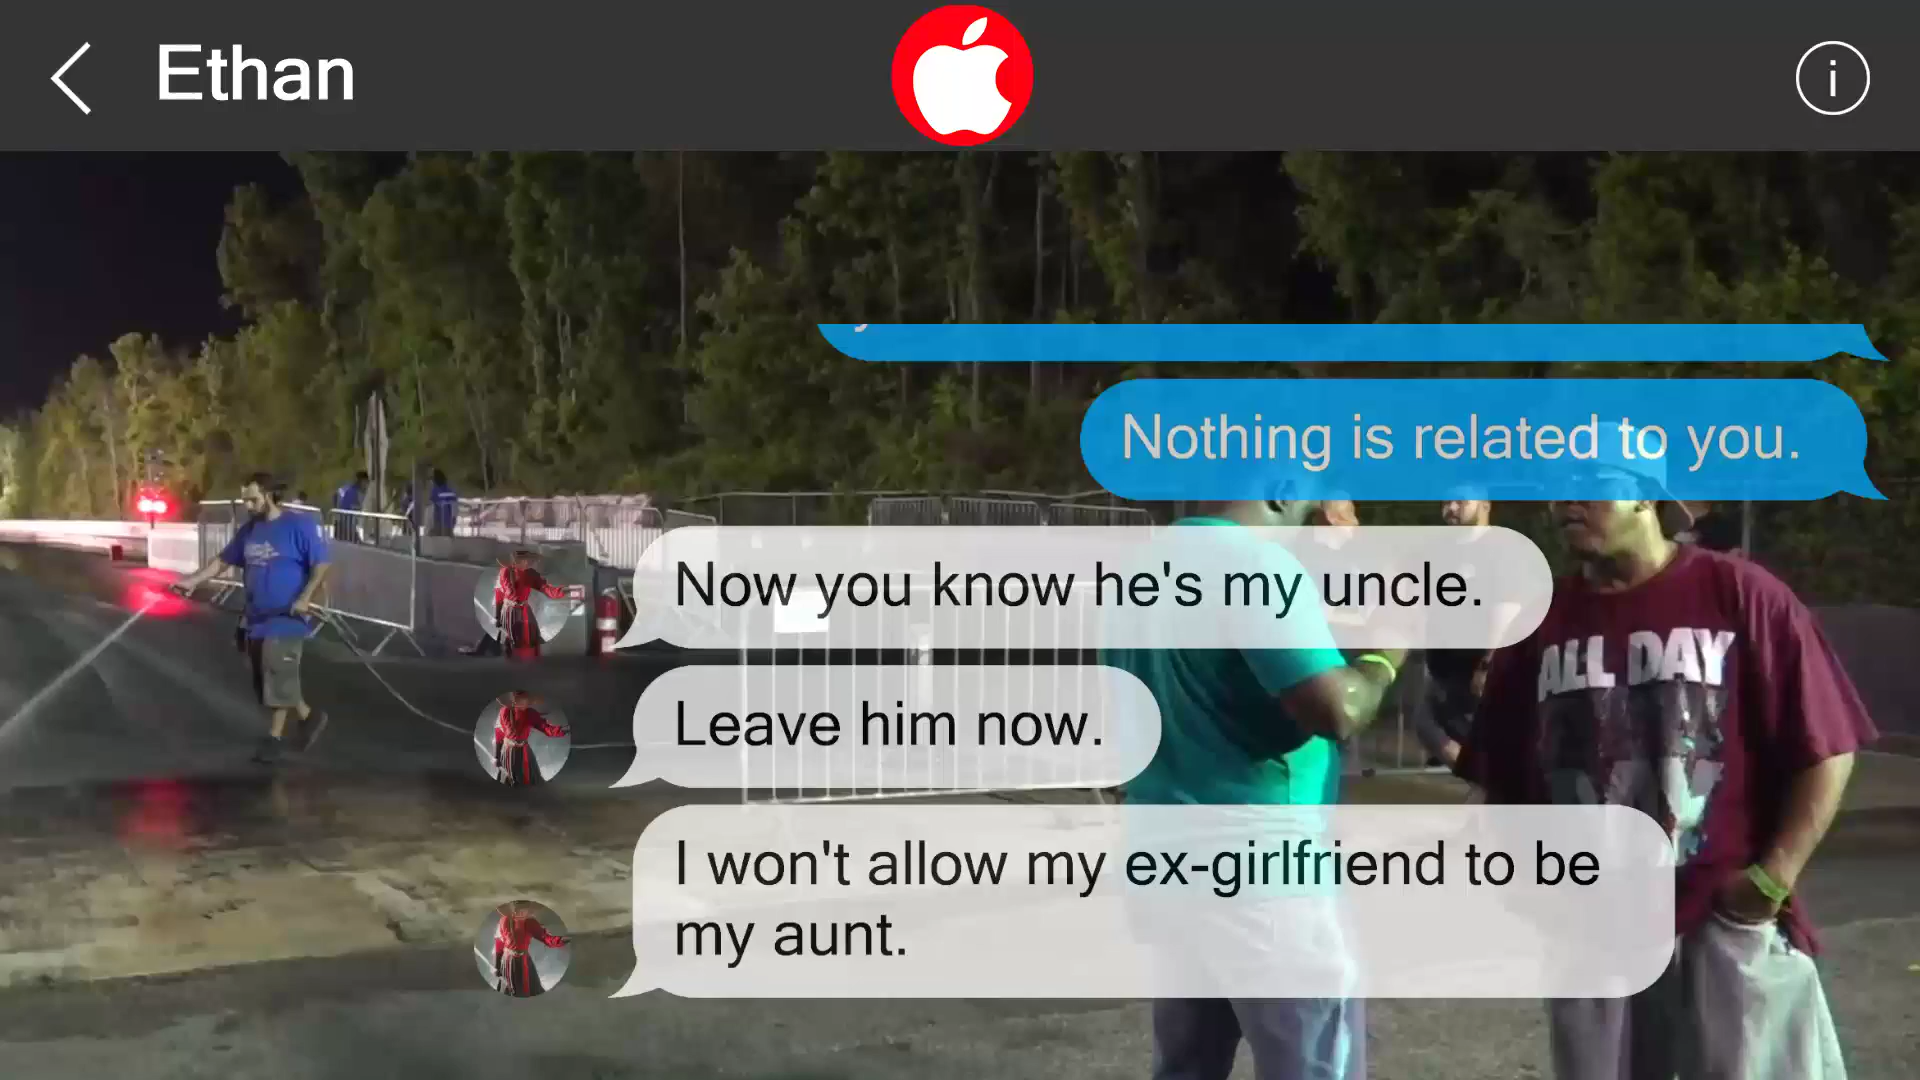 Ethan
Nothing is related to you.
Now you know he's my uncle.
Leave him now.
I won't allow my ex-girlfriend to be
my aunt.
ALL DAY